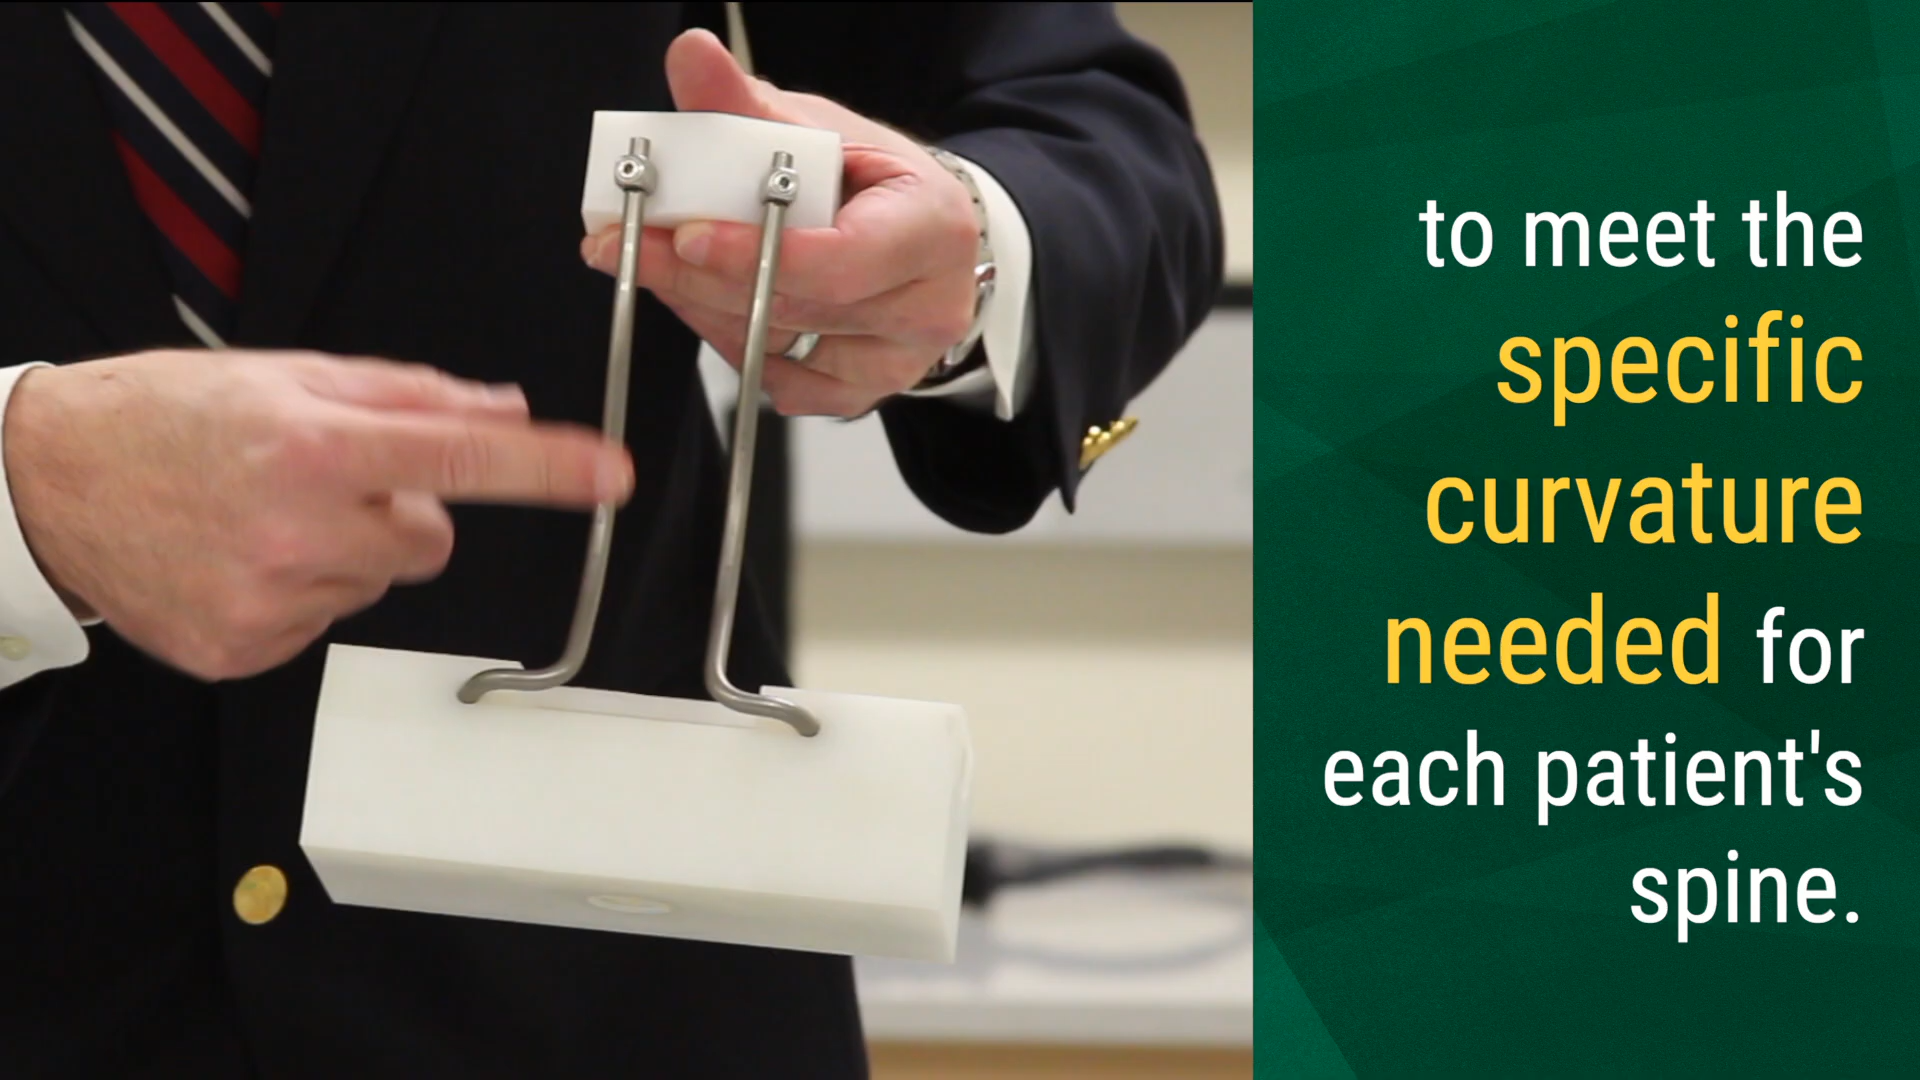 to meet the
specific
curvature
needed for
each patient's
spine.